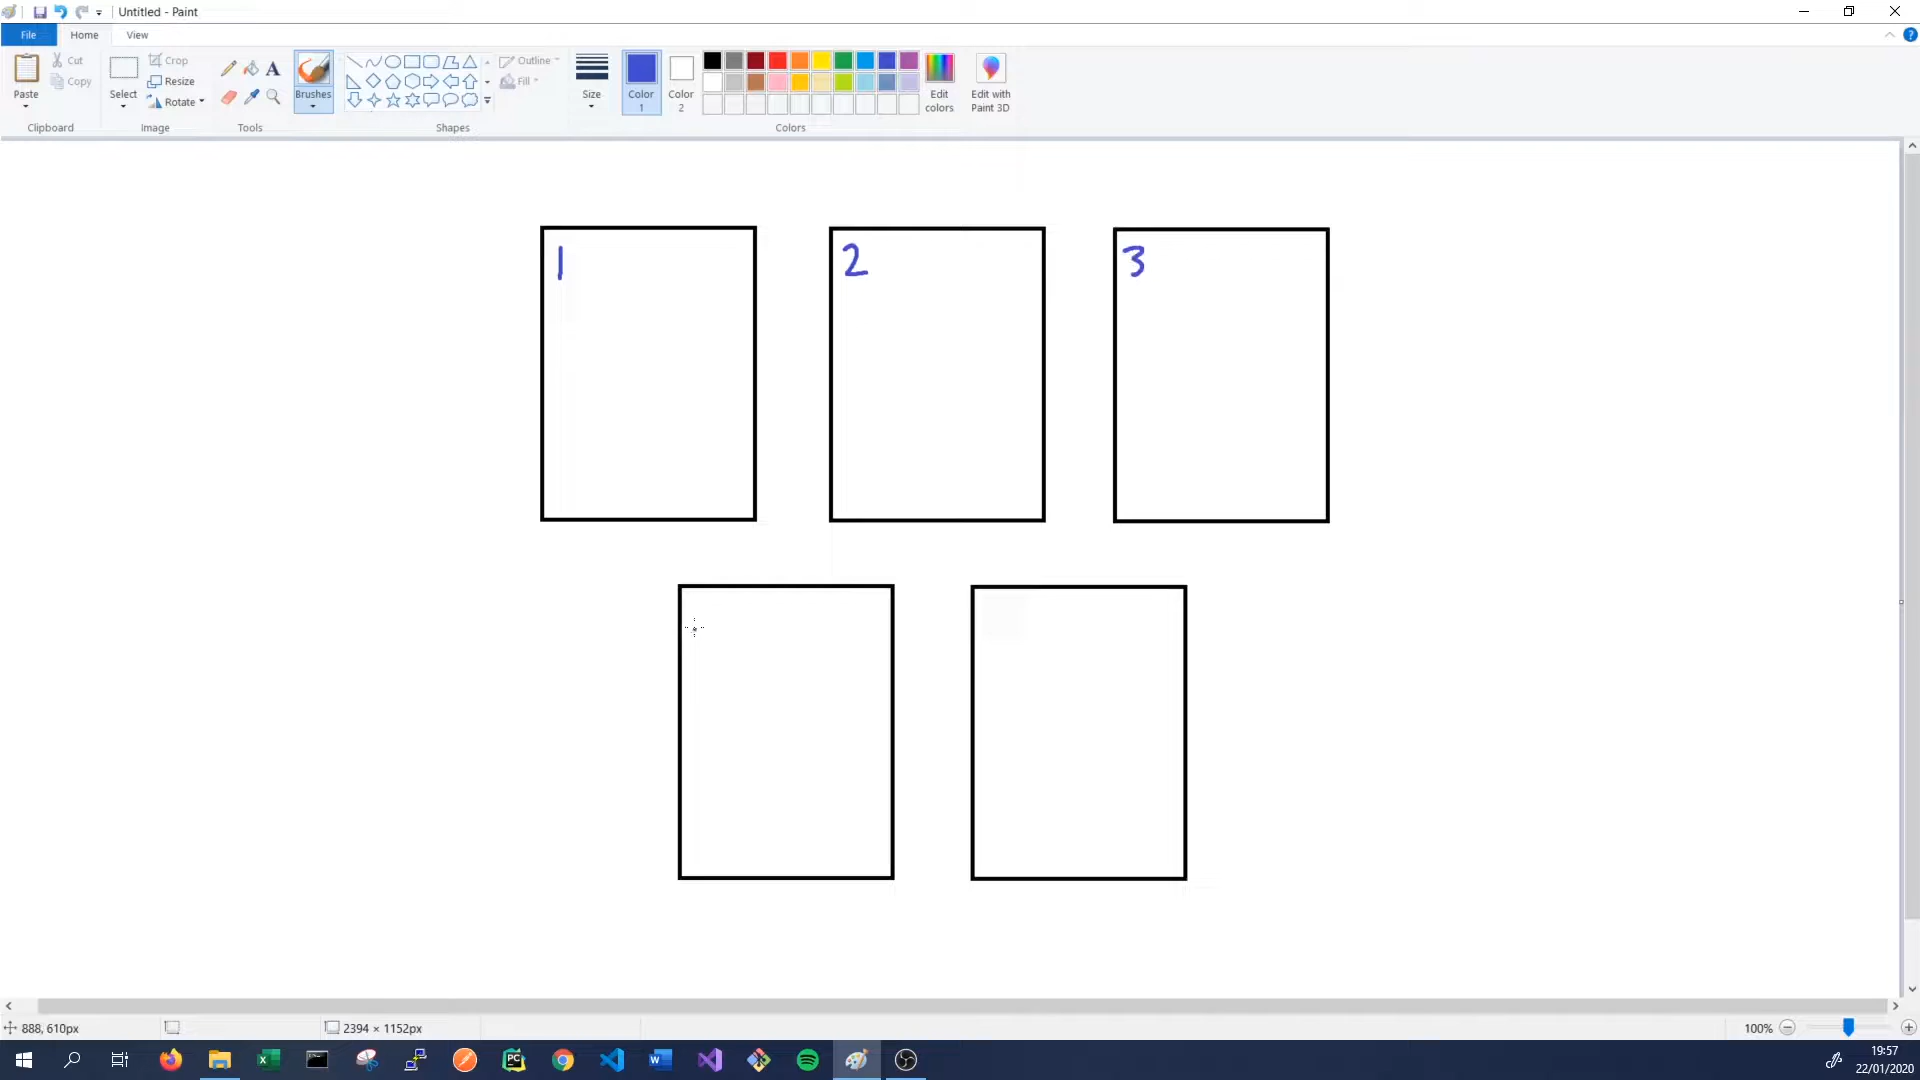 Untitled - Paint
File Home View
Paste Cut Copy
Clipboard
Select Crop Resize Rotate
Image
A
Tools
Brushes
Outline Fill
Shapes
Size
Color 1 Color 2
Edit colors Edit with Paint 3D
Colors
1 2 3
888, 610px 2394 × 1152px 100%
19:57
22/01/2020